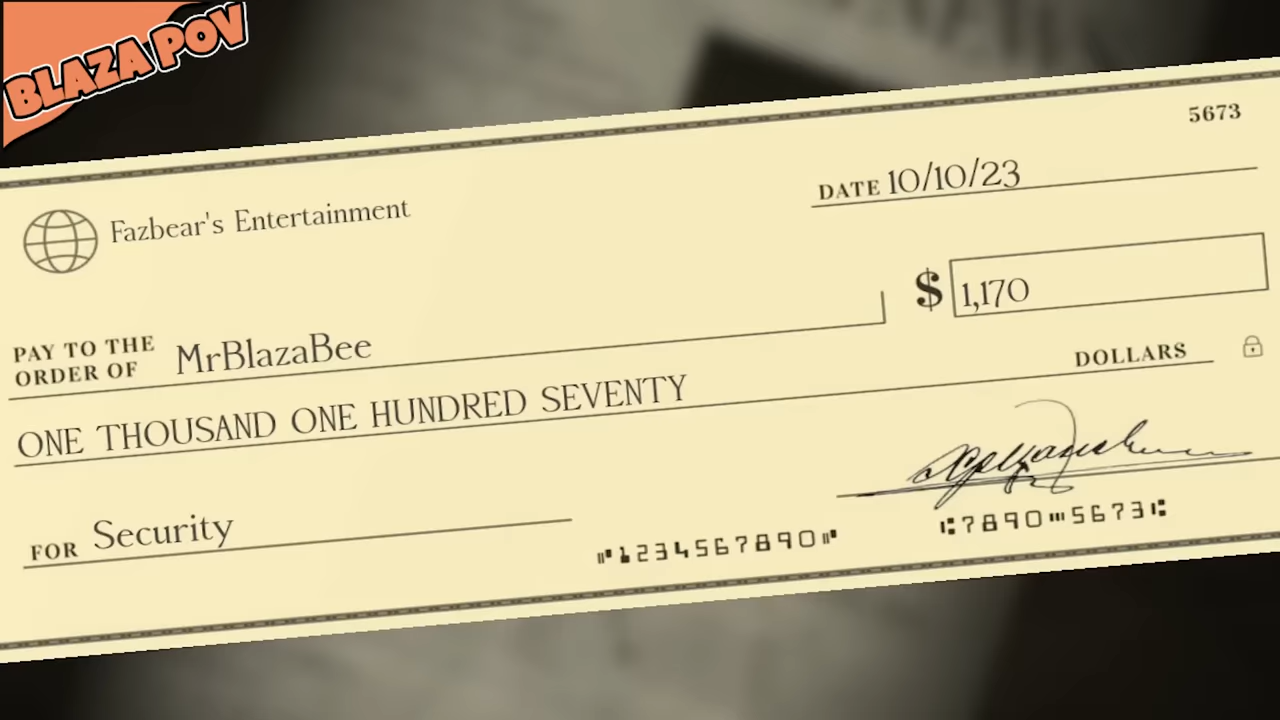 BLAZA POV
5673
DATE 10/10/23
Fazbear's Entertainment
$ 1,170
PAY TO THE
ORDER OF MrBlazaBee
DOLLARS
ONE THOUSAND ONE HUNDRED SEVENTY
FOR Security
1234567890
7890 5673